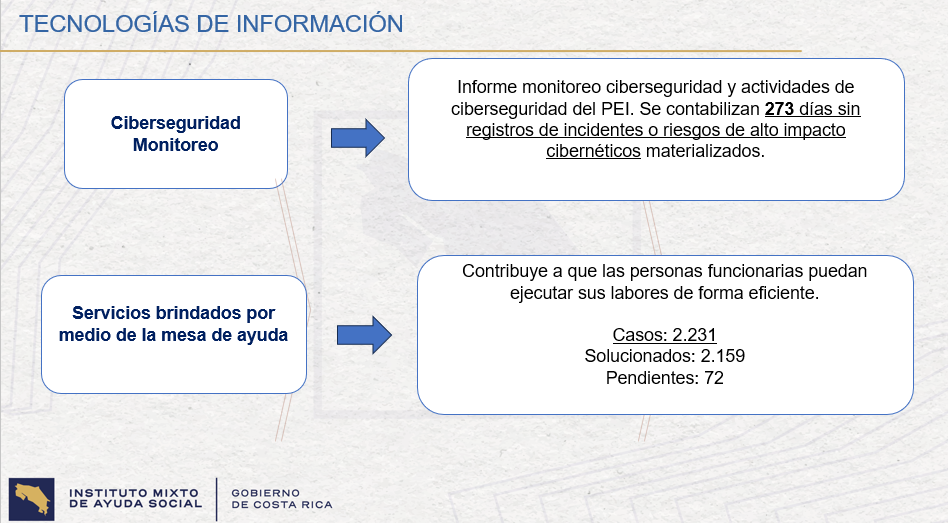 TECNOLOGÍAS DE INFORMACIÓN
Ciberseguridad
Monitoreo
Informe monitoreo ciberseguridad y actividades de
ciberseguridad del PEI. Se contabilizan 273 días sin
registros de incidentes o riesgos de alto impacto
cibernéticos materializados.
Servicios brindados por
medio de la mesa de ayuda
Contribuye a que las personas funcionarias puedan
ejecutar sus labores de forma eficiente.
Casos: 2.231
Solucionados: 2.159
Pendientes: 72
INSTITUTO MIXTO
DE AYUDA SOCIAL
GOBIERNO
DE COSTA RICA